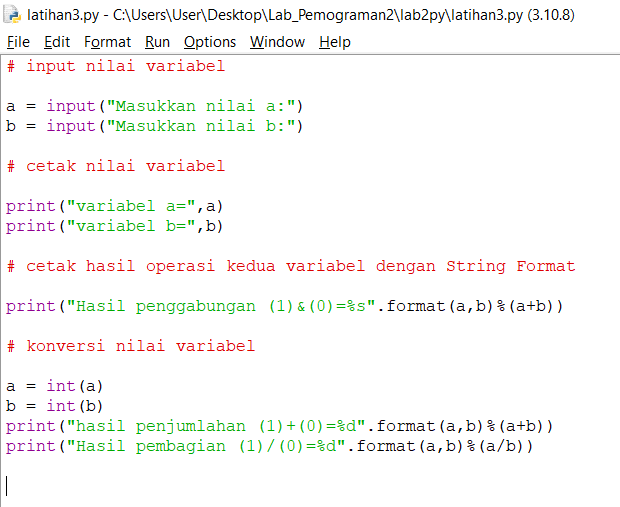 latihan3.py - C:\Users\User\Desktop\Lab_Pemograman2\lab2py\latihan3.py (3.10.8)
File Edit Format Run Options Window Help
# input nilai variabel
a = input("Masukkan nilai a:")
b = input("Masukkan nilai b:")
# cetak nilai variabel
print("variabel a=",a)
print("variabel b=",b)
# cetak hasil operasi kedua variabel dengan String Format
print("Hasil penggabungan (1)&(0)=%s".format(a,b)%(a+b))
# konversi nilai variabel
a = int(a)
b = int(b)
print("hasil penjumlahan (1)+(0)=%d".format(a,b)%(a+b))
print("Hasil pembagian (1)/(0)=%d".format(a,b)%(a/b))